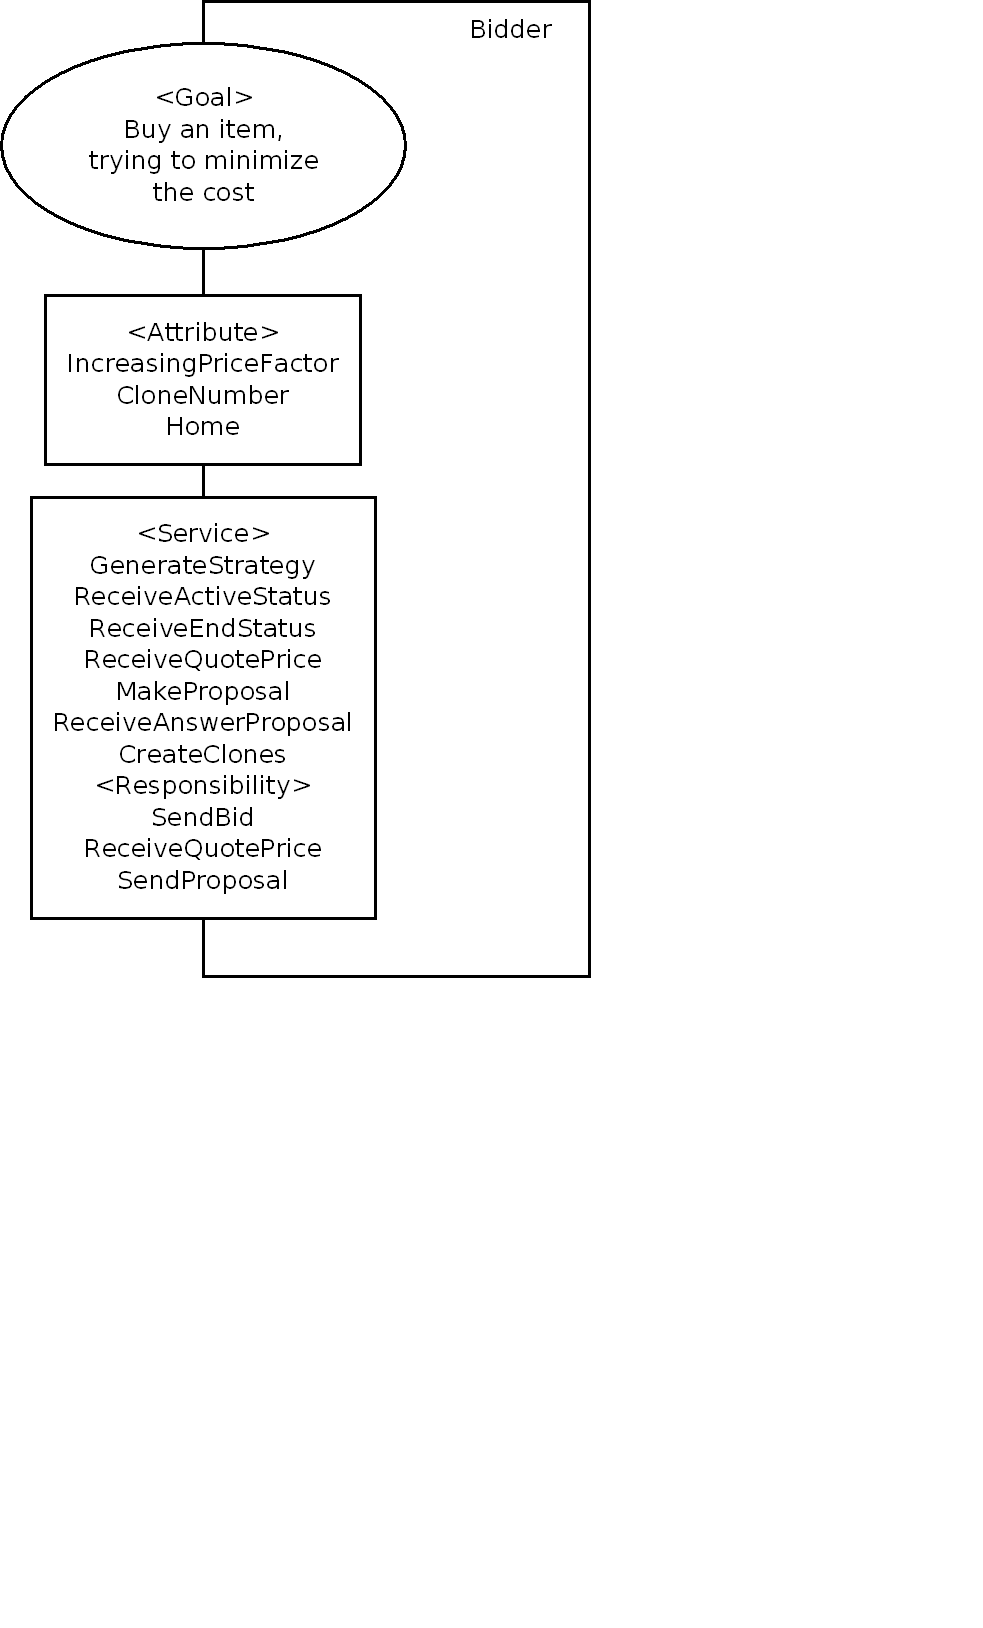 Bidder
<Goal>
Buy an item,
trying to minimize
the cost
<Attribute>
IncreasingPriceFactor
CloneNumber
Home
<Service>
GenerateStrategy
ReceiveActiveStatus
ReceiveEndStatus
ReceiveQuotePrice
MakeProposal
ReceiveAnswerProposal
CreateClones
<Responsibility>
SendBid
ReceiveQuotePrice
SendProposal